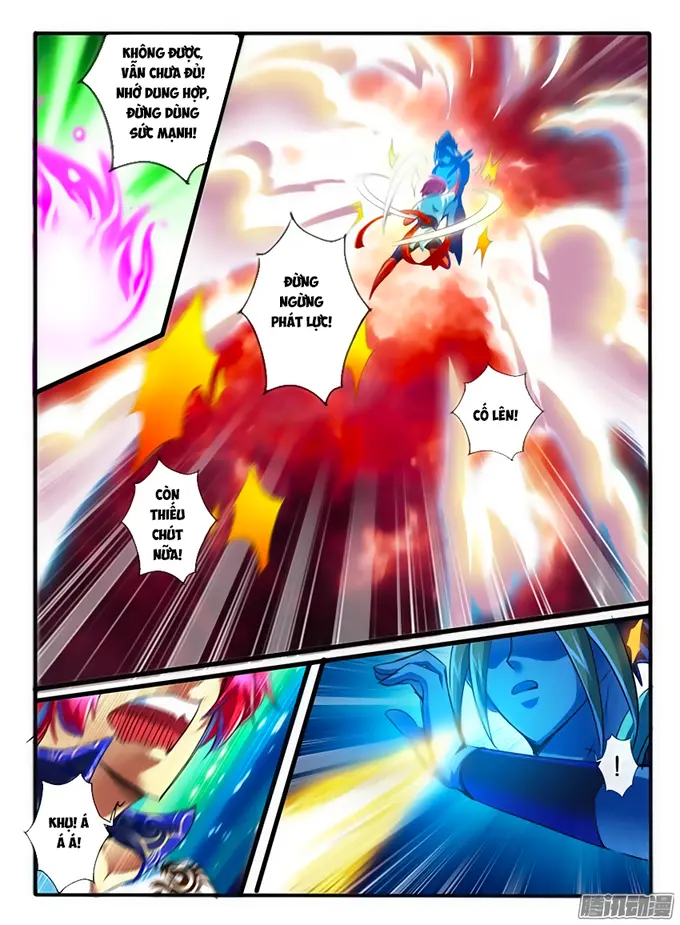 KHÔNG ĐƯỢC,
VẪN CHƯA ĐỦ!
NHỚ DUNG HỢP,
ĐỪNG DÙNG
SỨC MẠNH!
ĐỪNG
NGỪNG
PHÁT LỰC!
CỐ LÊN!
CÒN
THIẾU
CHÚT
NỮA!
KHỤ! Á
Á Á!
!
腾讯动漫